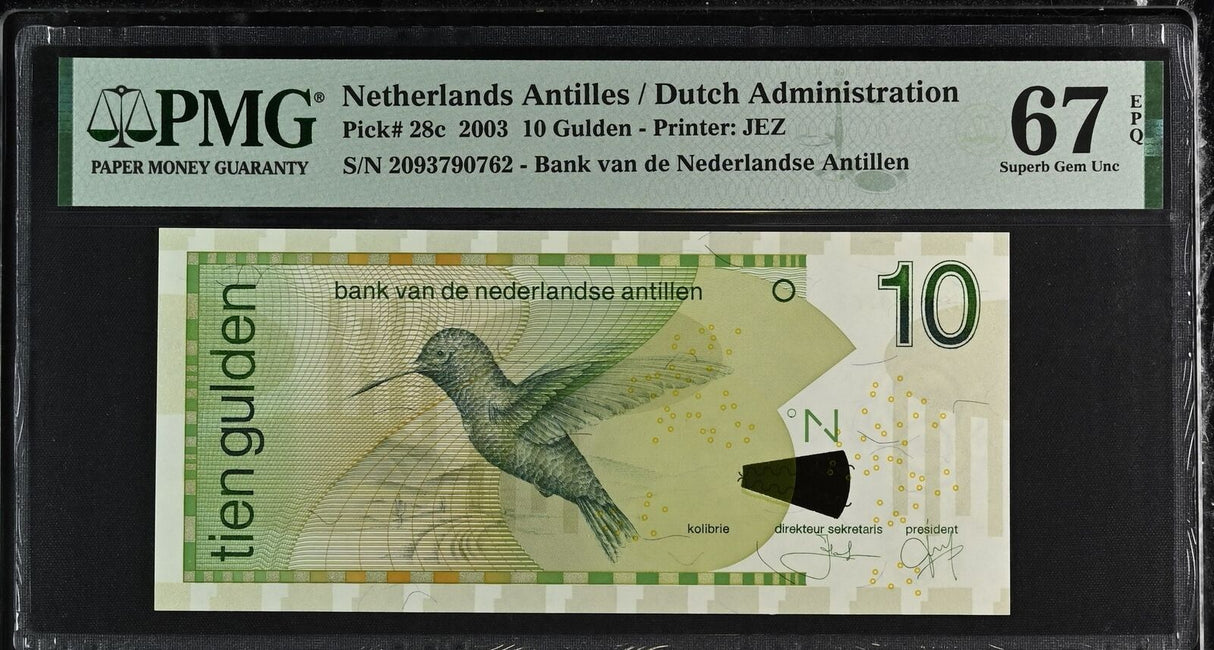 PMG®
PAPER MONEY GUARANTY
Netherlands Antilles / Dutch Administration
Pick# 28c 2003 10 Gulden - Printer: JEZ
S/N 2093790762 - Bank van de Nederlandse Antillen
67
EPQ
Superb Gem Unc
bank van de nederlandse antillen
10
tien gulden
kolibrie
direkteur sekretaris
president